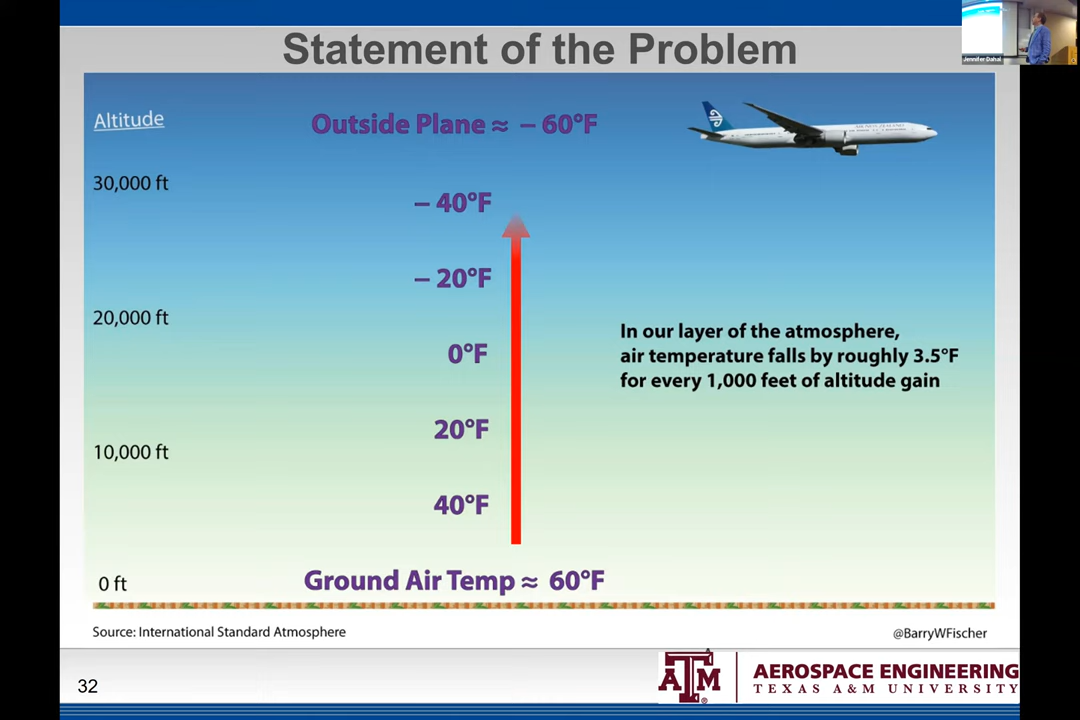 Statement of the Problem
Jennifer Dahal
Altitude
Outside Plane ≈ – 60°F
30,000 ft
– 40°F
– 20°F
20,000 ft
0°F
In our layer of the atmosphere,
air temperature falls by roughly 3.5°F
for every 1,000 feet of altitude gain
20°F
10,000 ft
40°F
0 ft
Ground Air Temp ≈ 60°F
Source: International Standard Atmosphere
@BarryWFischer
32
ATM
AEROSPACE ENGINEERING
TEXAS A&M UNIVERSITY